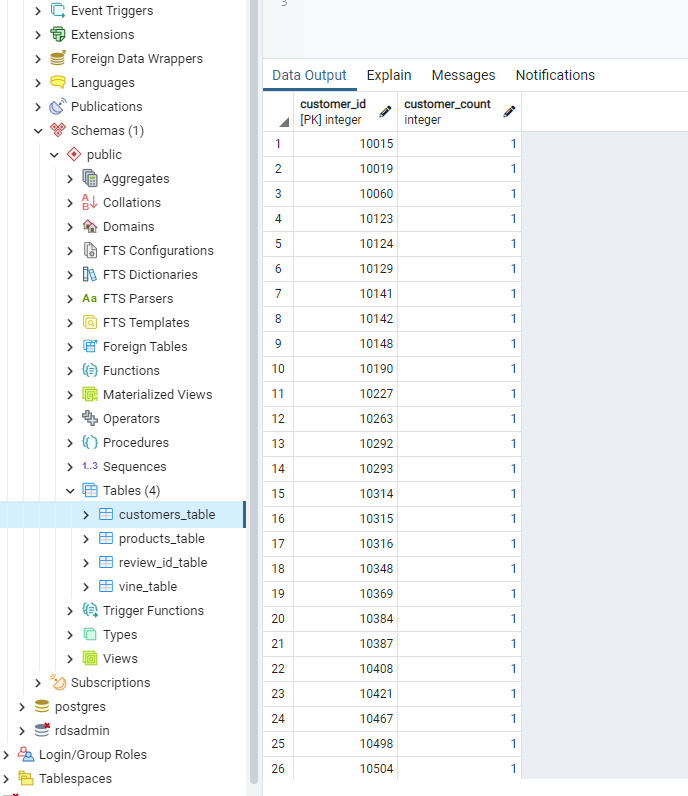 Event Triggers
Extensions
Foreign Data Wrappers
Languages
Publications
Schemas (1)
public
Aggregates
Collations
Domains
FTS Configurations
FTS Dictionaries
Aa FTS Parsers
FTS Templates
Foreign Tables
Functions
Materialized Views
Operators
Procedures
1..3 Sequences
Tables (4)
customers_table
products_table
review_id_table
vine_table
Trigger Functions
Types
Views
Subscriptions
postgres
rdsadmin
Login/Group Roles
Tablespaces
3
Data Output Explain Messages Notifications
customer_id customer_count
[PK] integer integer
1 10015 1
2 10019 1
3 10060 1
4 10123 1
5 10124 1
6 10129 1
7 10141 1
8 10142 1
9 10148 1
10 10190 1
11 10227 1
12 10263 1
13 10292 1
14 10293 1
15 10314 1
16 10315 1
17 10316 1
18 10348 1
19 10369 1
20 10384 1
21 10387 1
22 10408 1
23 10421 1
24 10467 1
25 10498 1
26 10504 1